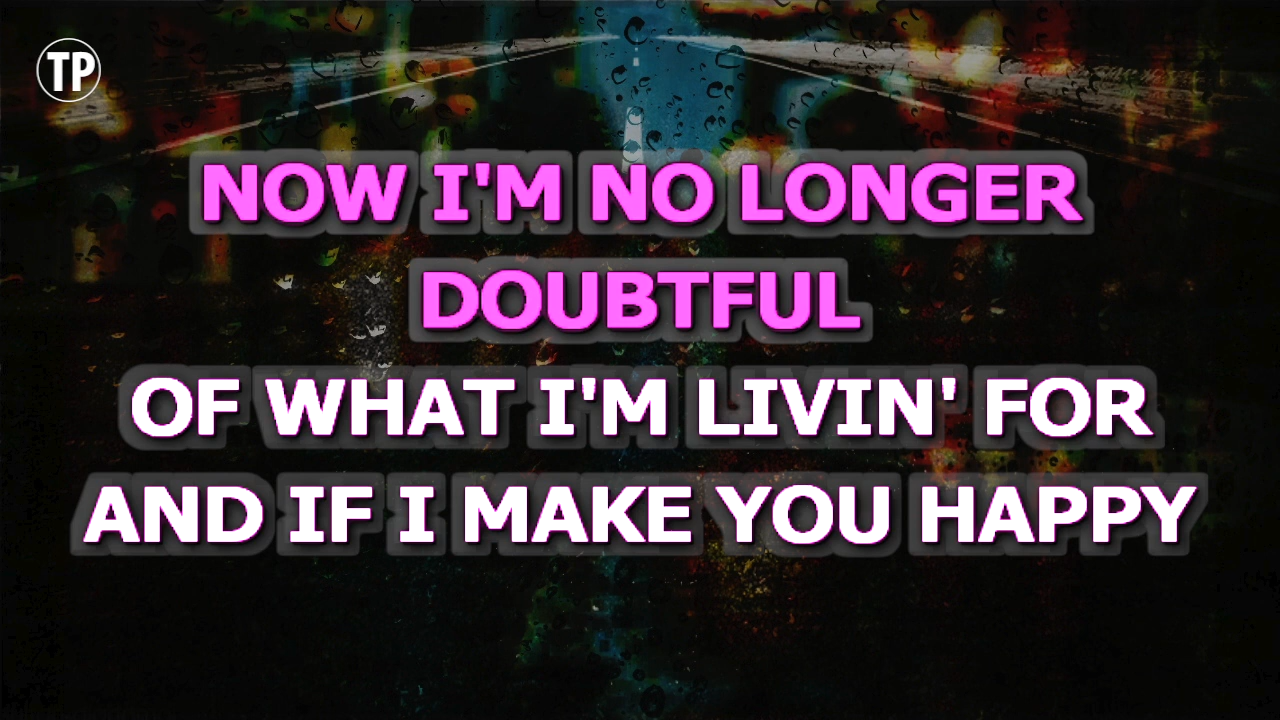 TP
NOW I'M NO LONGER
DOUBTFUL
OF WHAT I'M LIVIN' FOR
AND IF I MAKE YOU HAPPY